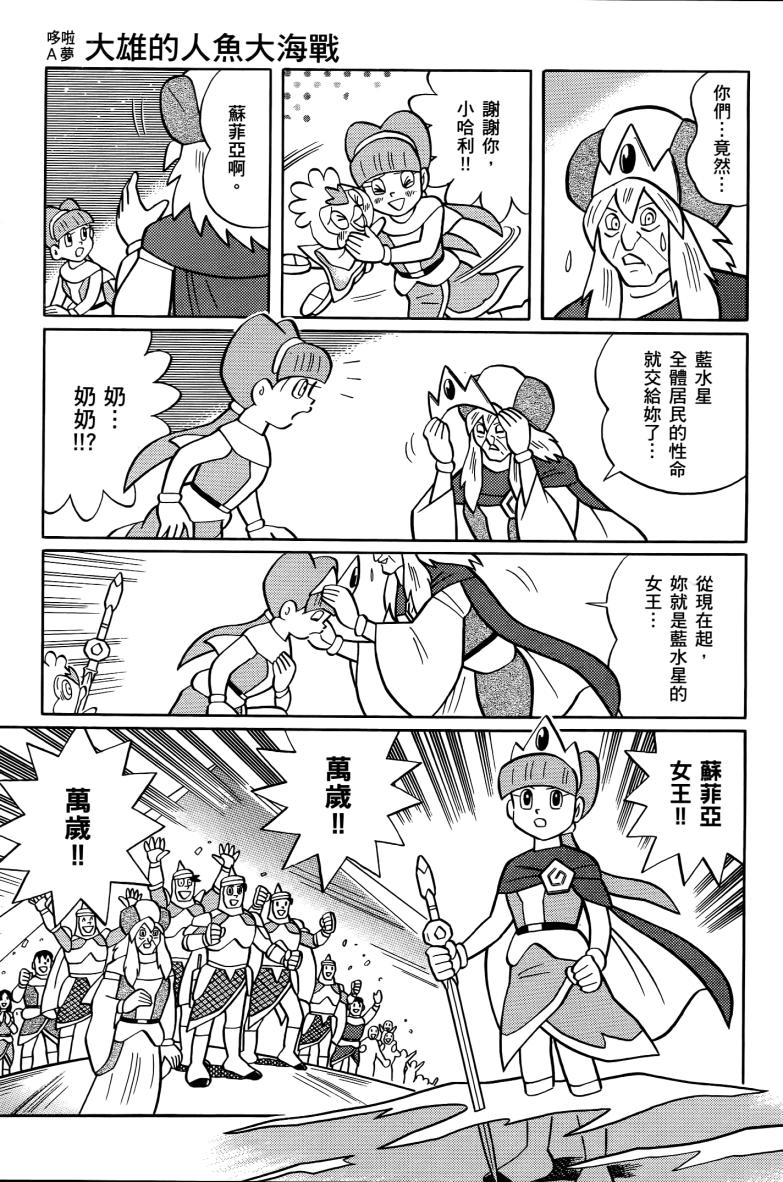 哆啦
A夢
大雄的人魚大海戰
你們…竟然…
謝謝你，
小哈利!!
蘇菲亞啊。
藍水星
全體居民的性命
就交給妳了…
奶…
奶奶!!?
從現在起，
妳就是藍水星的
女王…
蘇菲亞
女王!!
萬歲!!
萬歲!!